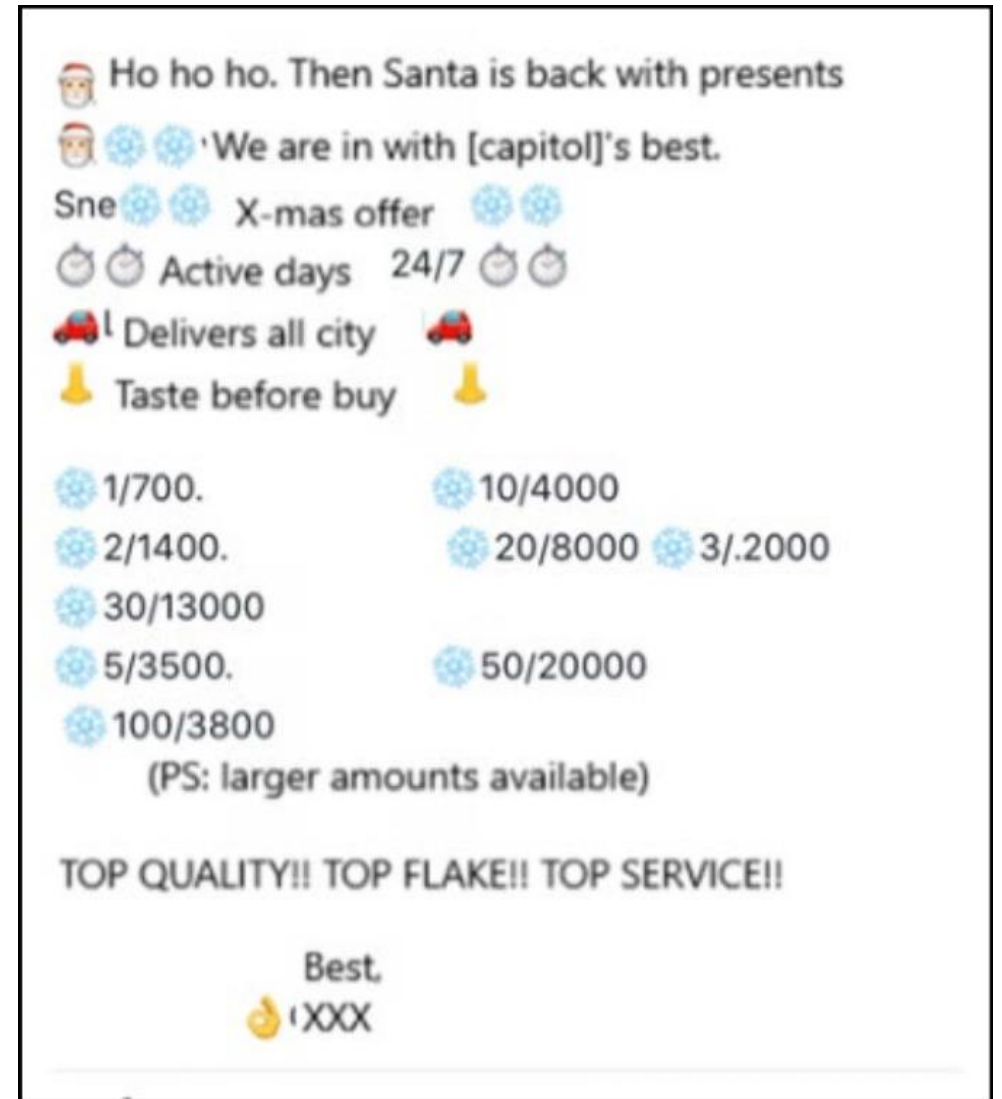 🎅 Ho ho ho. Then Santa is back with presents
🎅❄️❄️ 'We are in with [capitol]'s best.
Sne❄️❄️ X-mas offer ❄️❄️
⏱️⏱️ Active days 24/7 ⏱️⏱️
🚗l Delivers all city 🚗
👃 Taste before buy 👃
❄️1/700. ❄️10/4000
❄️2/1400. ❄️20/8000 ❄️3/.2000
❄️30/13000
❄️5/3500. ❄️50/20000
❄️100/3800
(PS: larger amounts available)
TOP QUALITY!! TOP FLAKE!! TOP SERVICE!!
Best,
👌XXX